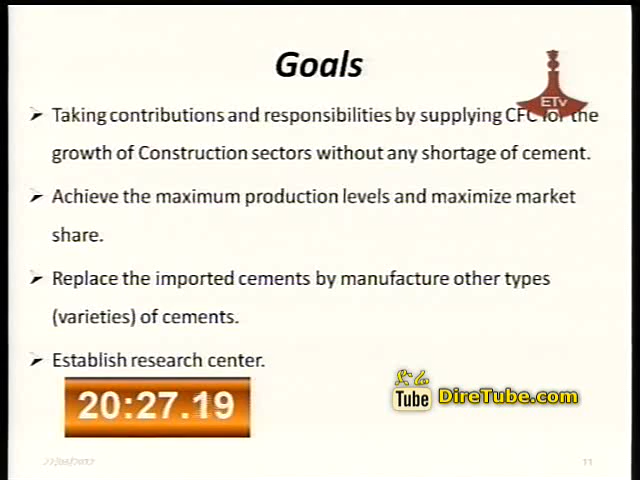 Goals
ETV
➢ Taking contributions and responsibilities by supplying CFC for the
growth of Construction sectors without any shortage of cement.
➢ Achieve the maximum production levels and maximize market
share.
➢ Replace the imported cements by manufacture other types
(varieties) of cements.
➢ Establish research center.
20:27.19
ድሬ
Tube DireTube.com
11